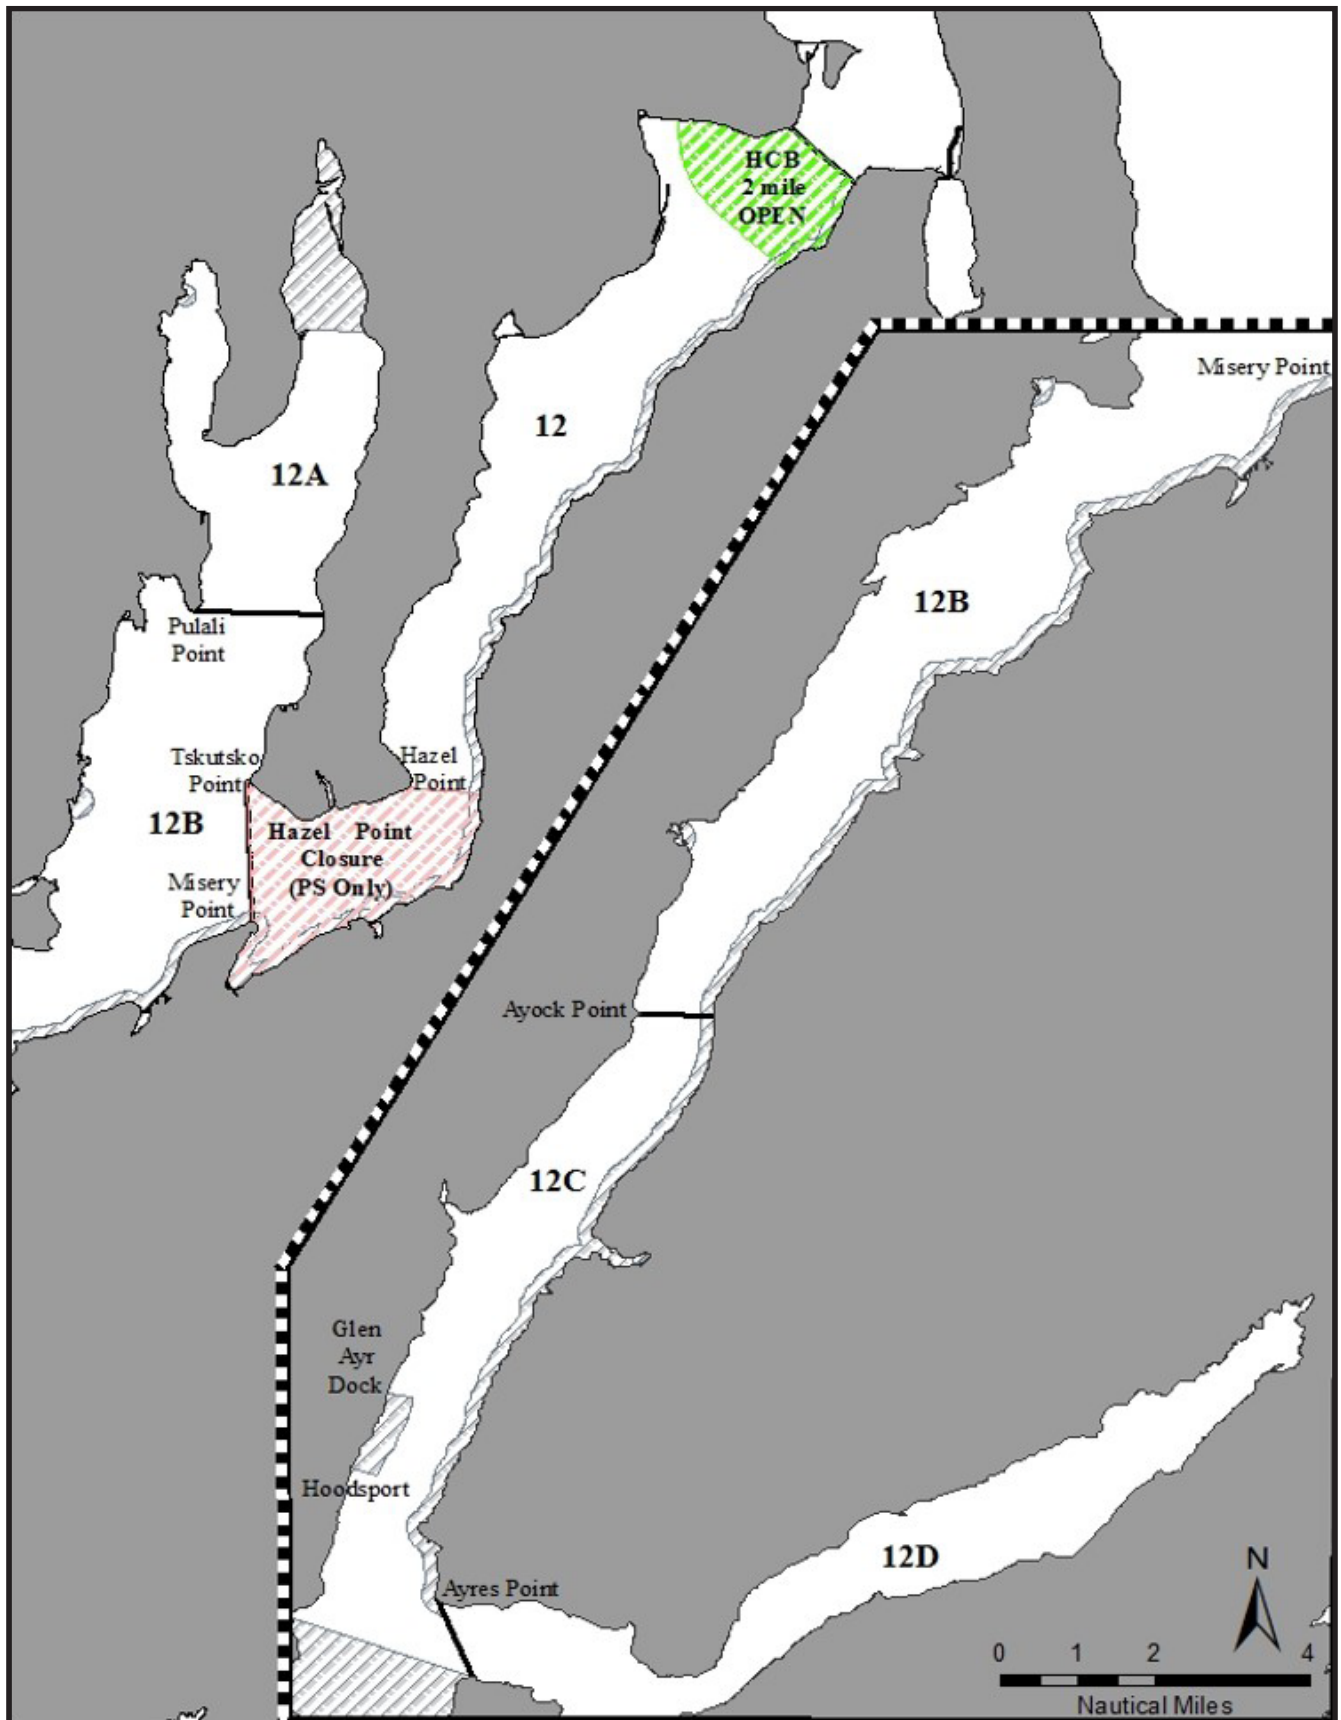 HCB
2 mile
OPEN
Misery Point
12
12A
12B
Pulali
Point
Tskutsko
Point
Hazel
Point
12B
Hazel Point
Closure
(PS Only)
Misery
Point
Ayock Point
12C
Glen
Ayr
Dock
Hoodsport
12D
Ayres Point
N
0 1 2 4
Nautical Miles